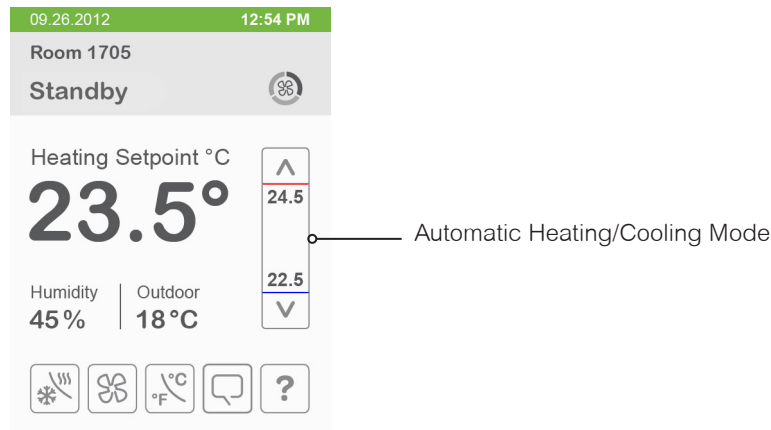 09.26.2012 12:54 PM
Room 1705
Standby
Heating Setpoint °C
23.5°
24.5
Automatic Heating/Cooling Mode
22.5
Humidity Outdoor
45% 18°C
°F °C ?